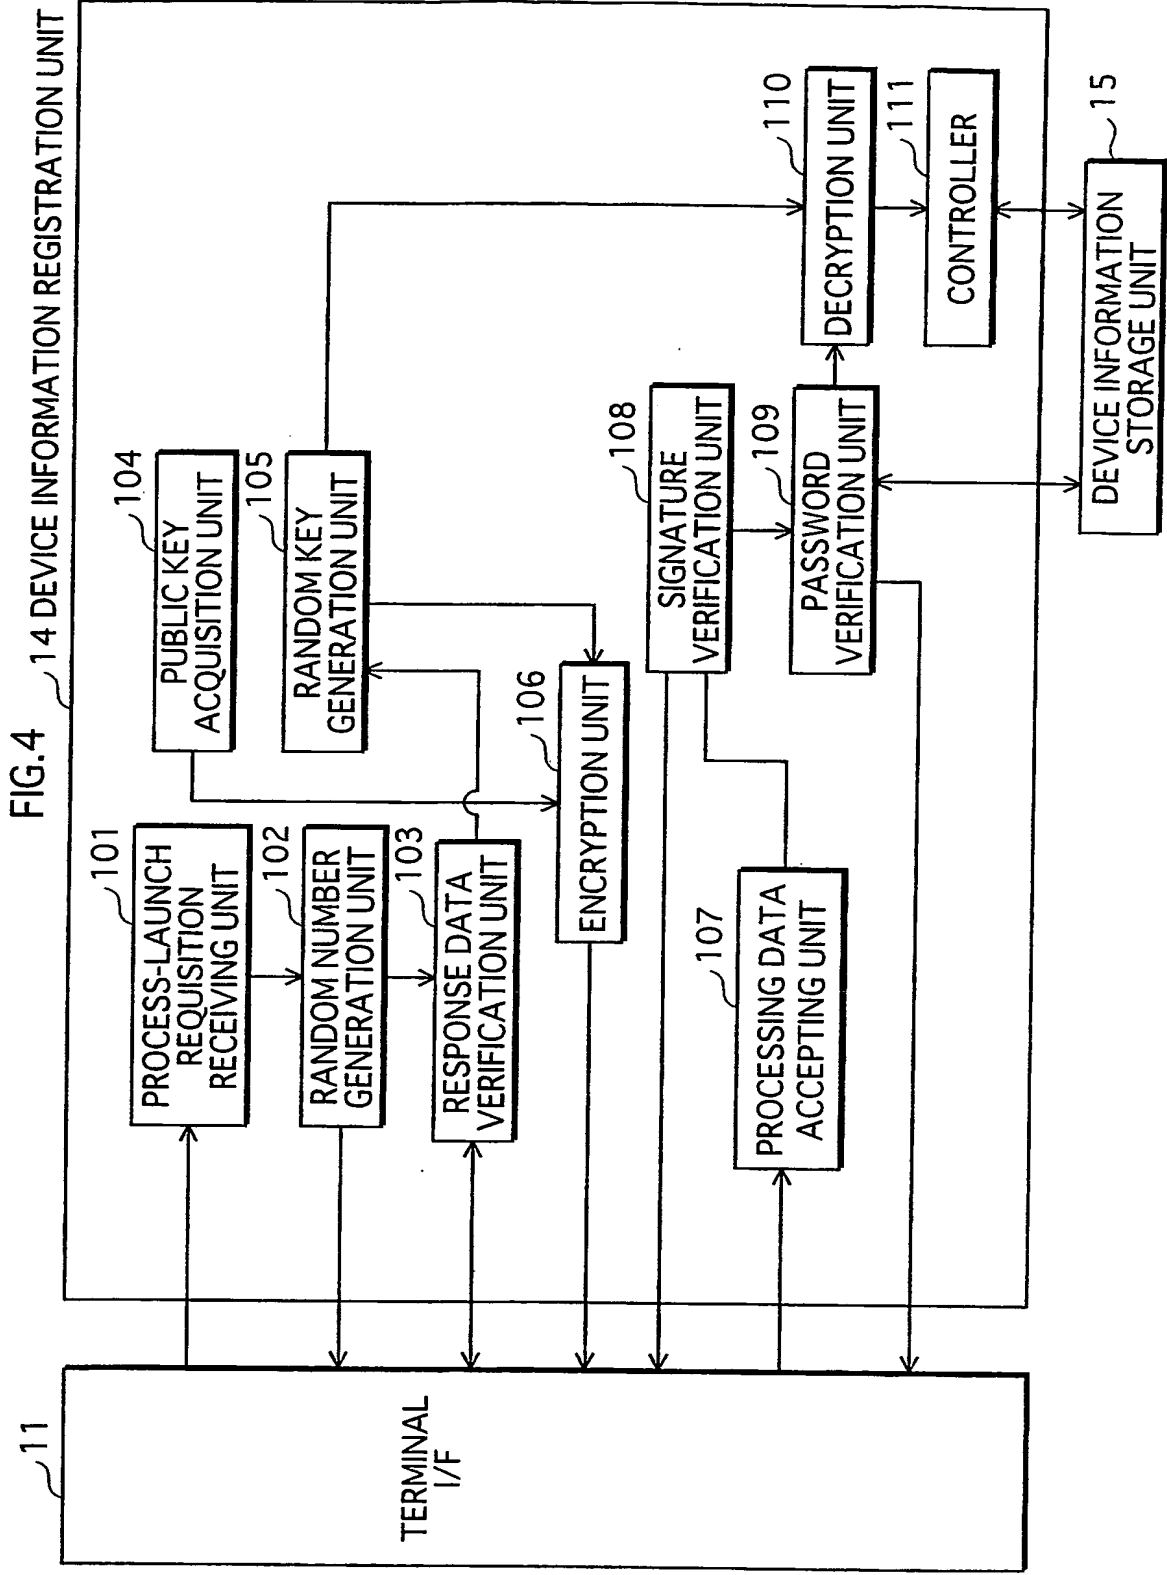 FIG.4
14 DEVICE INFORMATION REGISTRATION UNIT
11
TERMINAL
I/F
101
PROCESS-LAUNCH
REQUISITION
RECEIVING UNIT
102
RANDOM NUMBER
GENERATION UNIT
103
RESPONSE DATA
VERIFICATION UNIT
104
PUBLIC KEY
ACQUISITION UNIT
105
RANDOM KEY
GENERATION UNIT
106
ENCRYPTION UNIT
107
PROCESSING DATA
ACCEPTING UNIT
108
SIGNATURE
VERIFICATION UNIT
109
PASSWORD
VERIFICATION UNIT
110
DECRYPTION UNIT
111
CONTROLLER
15
DEVICE INFORMATION
STORAGE UNIT